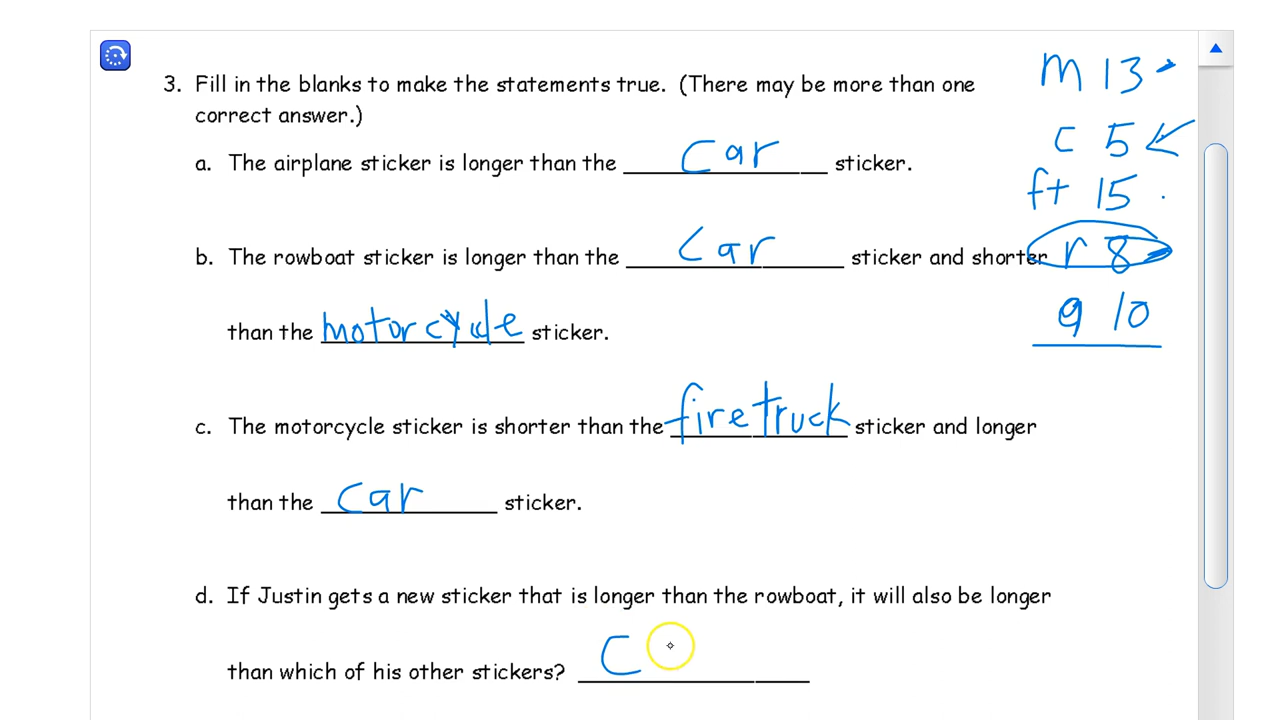 3. Fill in the blanks to make the statements true. (There may be more than one
correct answer.)
a. The airplane sticker is longer than the car sticker.
b. The rowboat sticker is longer than the car sticker and shorter
than the motorcycle sticker.
c. The motorcycle sticker is shorter than the firetruck sticker and longer
than the car sticker.
d. If Justin gets a new sticker that is longer than the rowboat, it will also be longer
than which of his other stickers? C
m 13
c 5
ft 15
r 8
a 10